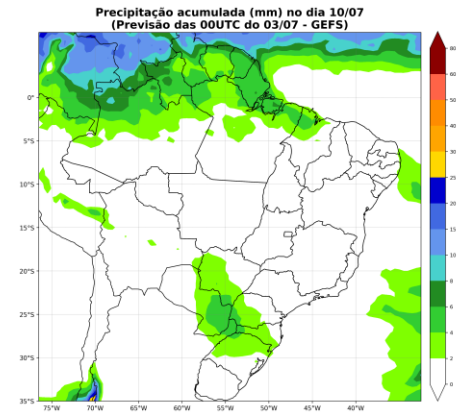 Precipitação acumulada (mm) no dia 10/07
(Previsão das 00UTC do 03/07 - GEFS)
0°
5°S
10°S
15°S
20°S
25°S
30°S
35°S
75°W
70°W
65°W
60°W
55°W
50°W
45°W
40°W
80
60
50
40
30
25
20
15
10
8
6
4
2
0